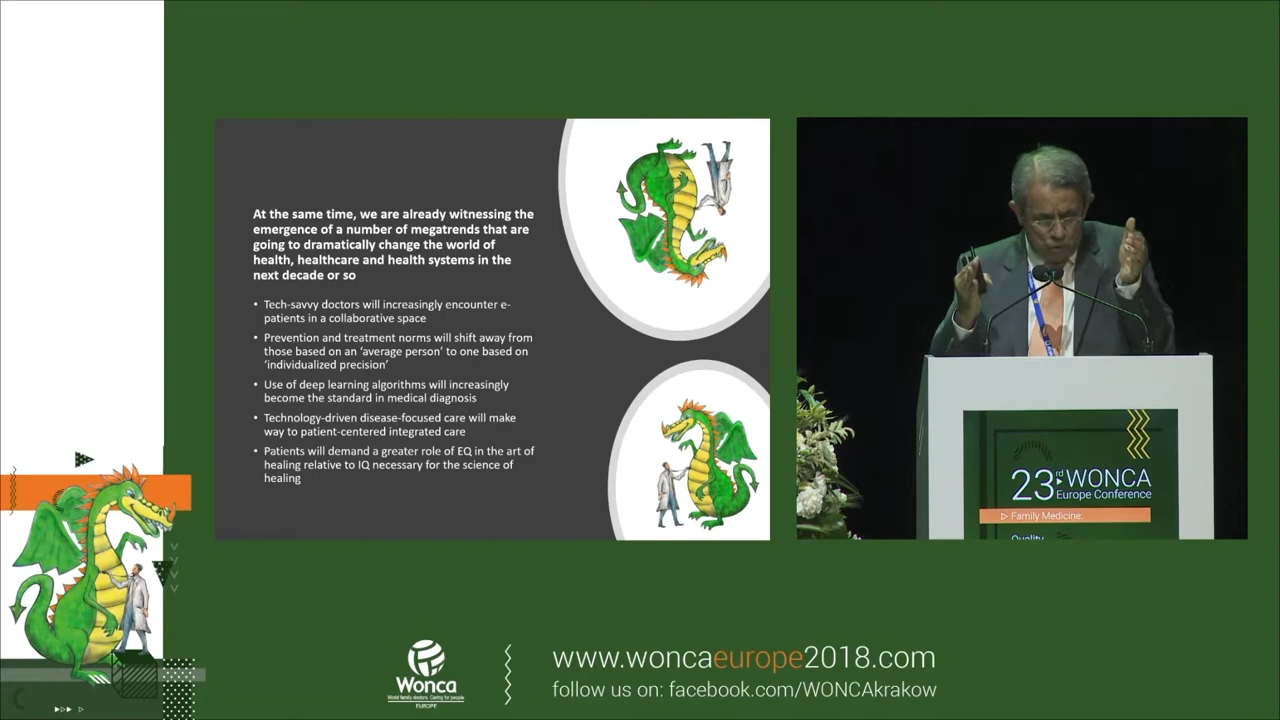 At the same time, we are already witnessing the
emergence of a number of megatrends that are
going to dramatically change the world of
health, healthcare and health systems in the
next decade or so
• Tech-savvy doctors will increasingly encounter e-
patients in a collaborative space
• Prevention and treatment norms will shift away from
those based on an ‘average person’ to one based on
‘individualized precision’
• Use of deep learning algorithms will increasingly
become the standard in medical diagnosis
• Technology-driven disease-focused care will make
way to patient-centered integrated care
• Patients will demand a greater role of EQ in the art of
healing relative to IQ necessary for the science of
healing
23rd WONCA
Europe Conference
Family Medicine:
Quality
Wonca
World family doctors. Caring for people.
EUROPE
www.woncaeurope2018.com
follow us on: facebook.com/WONCAkrakow